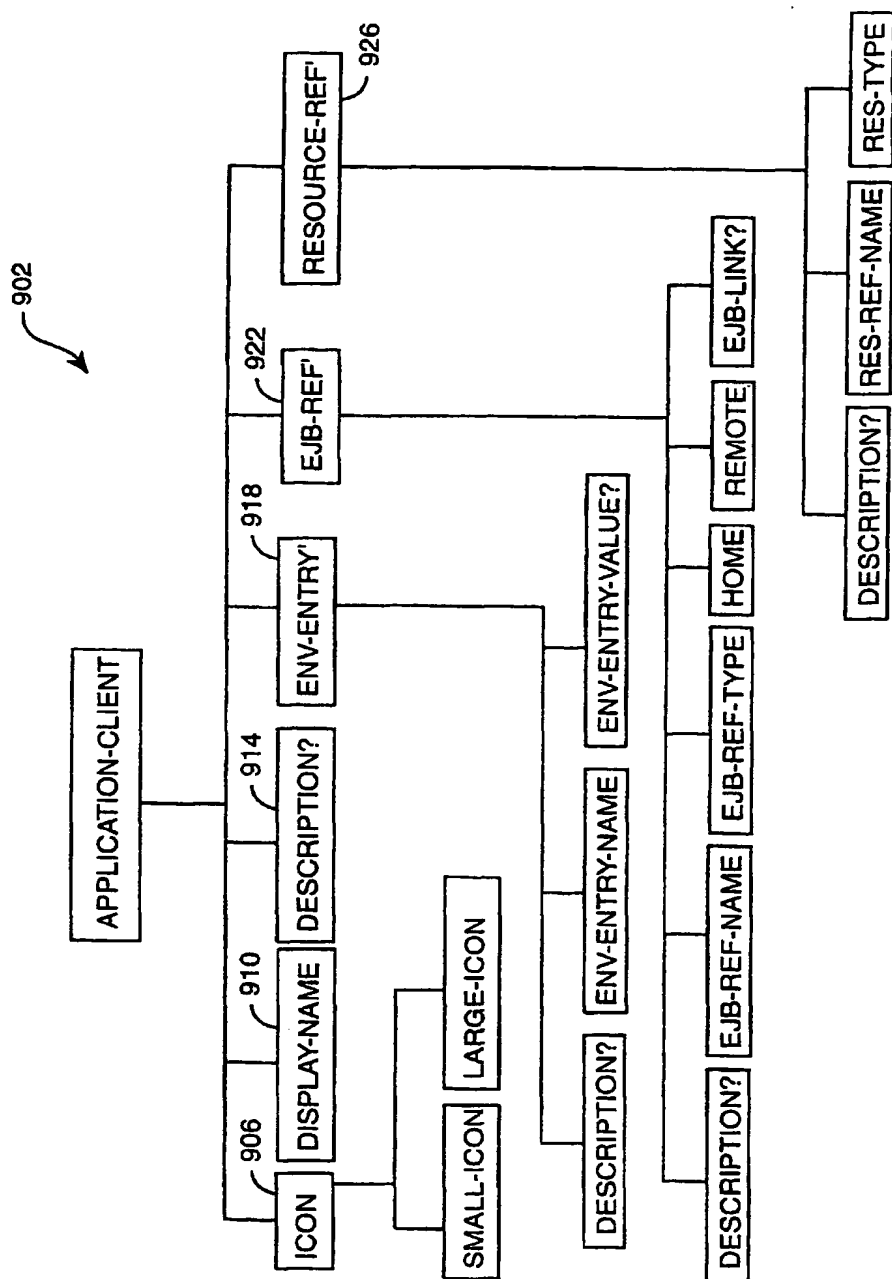 902
APPLICATION-CLIENT
906
910
914
918
922
926
ICON
DISPLAY-NAME
DESCRIPTION?
ENV-ENTRY'
EJB-REF'
RESOURCE-REF'
SMALL-ICON
LARGE-ICON
DESCRIPTION?
ENV-ENTRY-NAME
ENV-ENTRY-VALUE?
DESCRIPTION?
EJB-REF-NAME
EJB-REF-TYPE
HOME
REMOTE
EJB-LINK?
DESCRIPTION?
RES-REF-NAME
RES-TYPE